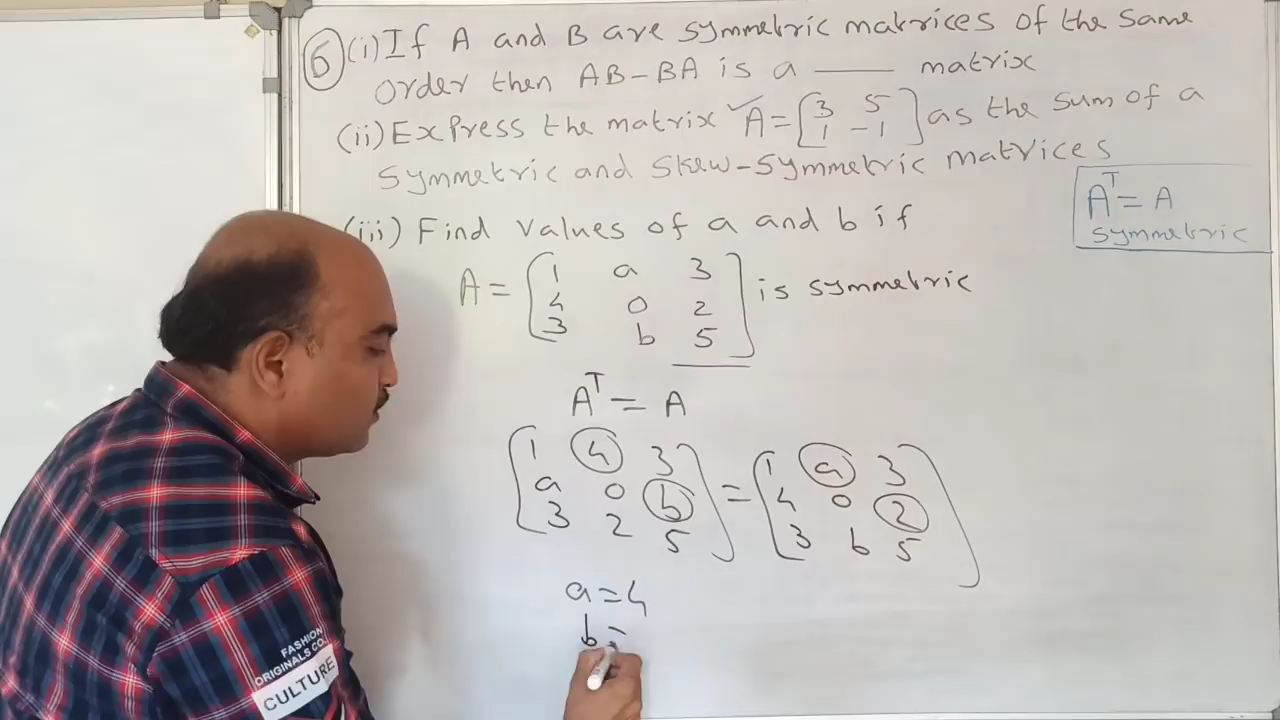 6 (i) If A and B are symmetric matrices of the same
order then AB-BA is a ____ matrix
(ii) Express the matrix ✓A = [3 5
1 -1] as the sum of a
symmetric and skew-symmetric matrices
A^T = A
symmetric
(iii) Find values of a and b if
A = [1 a 3
4 0 2
3 b 5] is symmetric
A^T = A
[1 4 3
a 0 b
3 2 5] = [1 a 3
4 0 2
3 b 5]
a = 4
b =
FASHION
ORIGINALS CO.
CULTURE